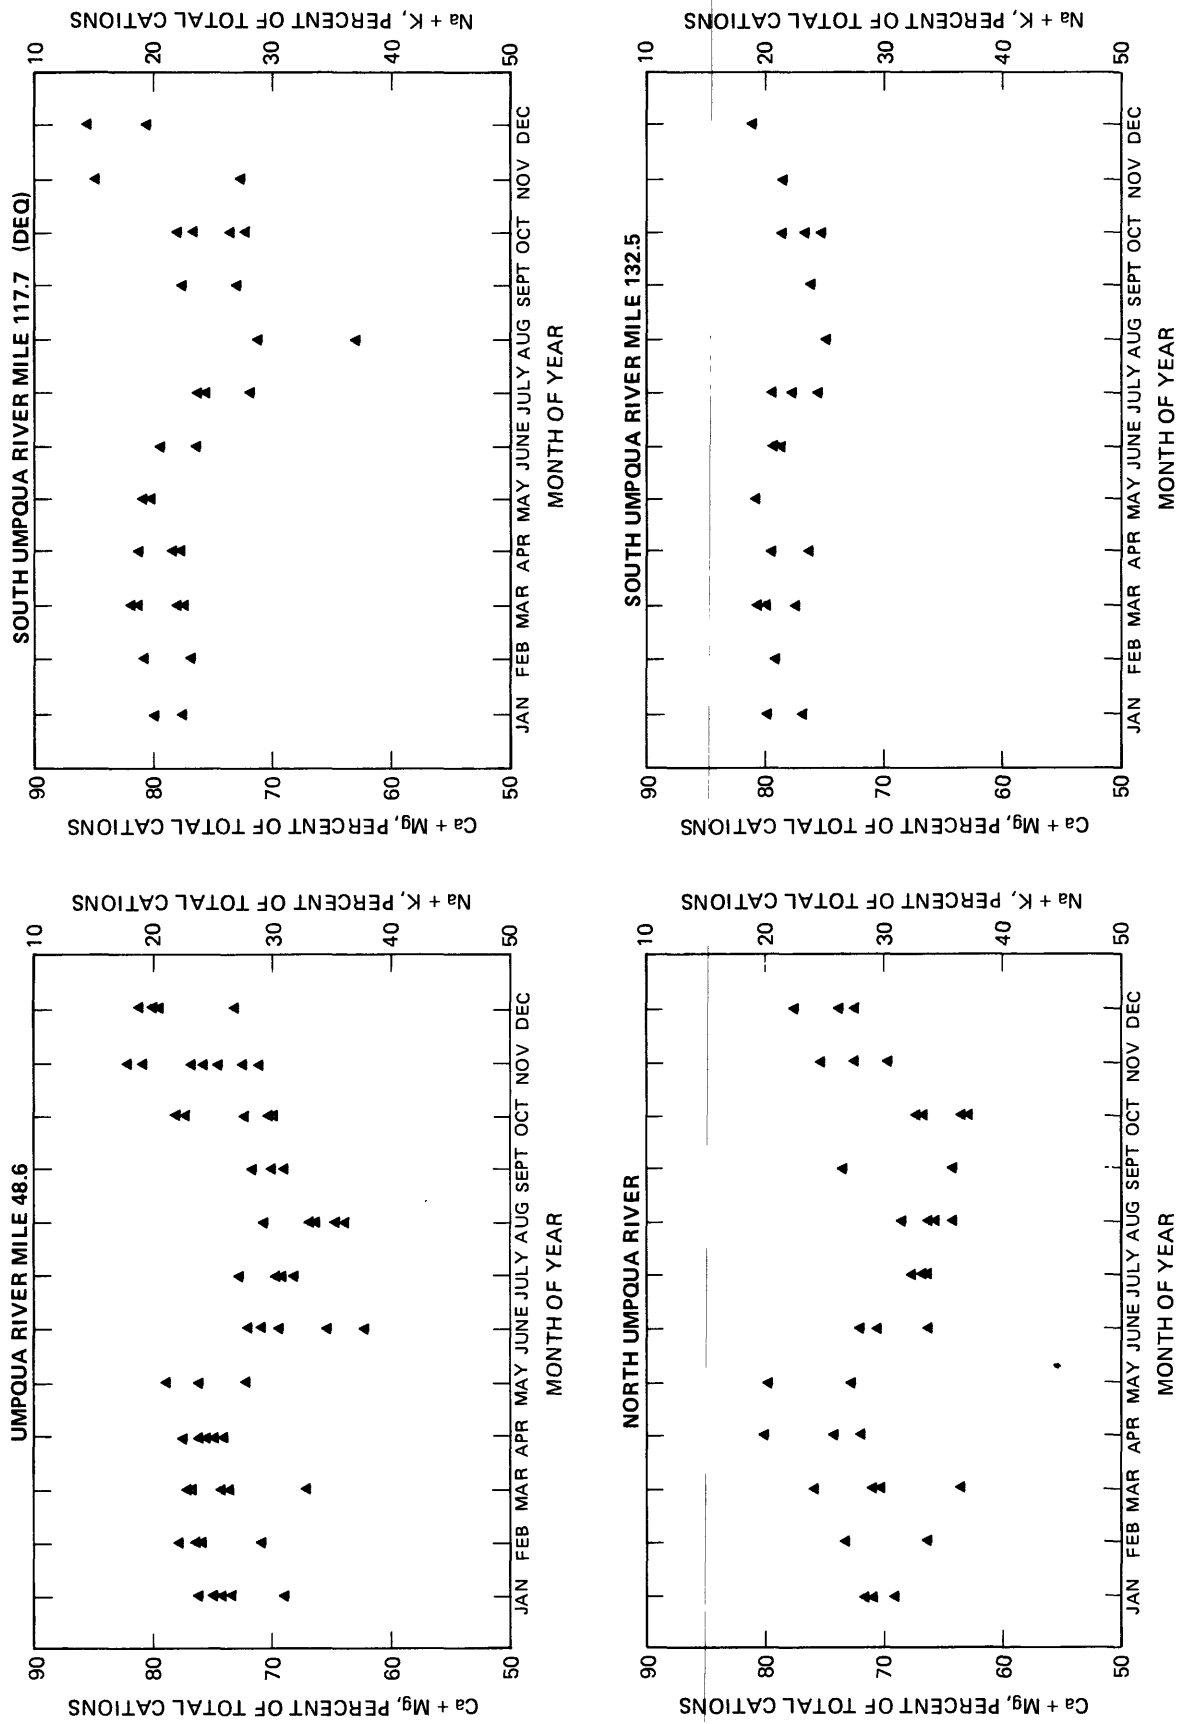 UMPQUA RIVER MILE 48.6
Ca + Mg, PERCENT OF TOTAL CATIONS
90
80
70
60
50
Na + K, PERCENT OF TOTAL CATIONS
10
20
30
40
50
JAN FEB MAR APR MAY JUNE JULY AUG SEPT OCT NOV DEC
MONTH OF YEAR
SOUTH UMPQUA RIVER MILE 117.7 (DEQ)
Ca + Mg, PERCENT OF TOTAL CATIONS
90
80
70
60
50
Na + K, PERCENT OF TOTAL CATIONS
10
20
30
40
50
JAN FEB MAR APR MAY JUNE JULY AUG SEPT OCT NOV DEC
MONTH OF YEAR
NORTH UMPQUA RIVER
Ca + Mg, PERCENT OF TOTAL CATIONS
90
80
70
60
50
Na + K, PERCENT OF TOTAL CATIONS
10
20
30
40
50
JAN FEB MAR APR MAY JUNE JULY AUG SEPT OCT NOV DEC
MONTH OF YEAR
SOUTH UMPQUA RIVER MILE 132.5
Ca + Mg, PERCENT OF TOTAL CATIONS
90
80
70
60
50
Na + K, PERCENT OF TOTAL CATIONS
10
20
30
40
50
JAN FEB MAR APR MAY JUNE JULY AUG SEPT OCT NOV DEC
MONTH OF YEAR